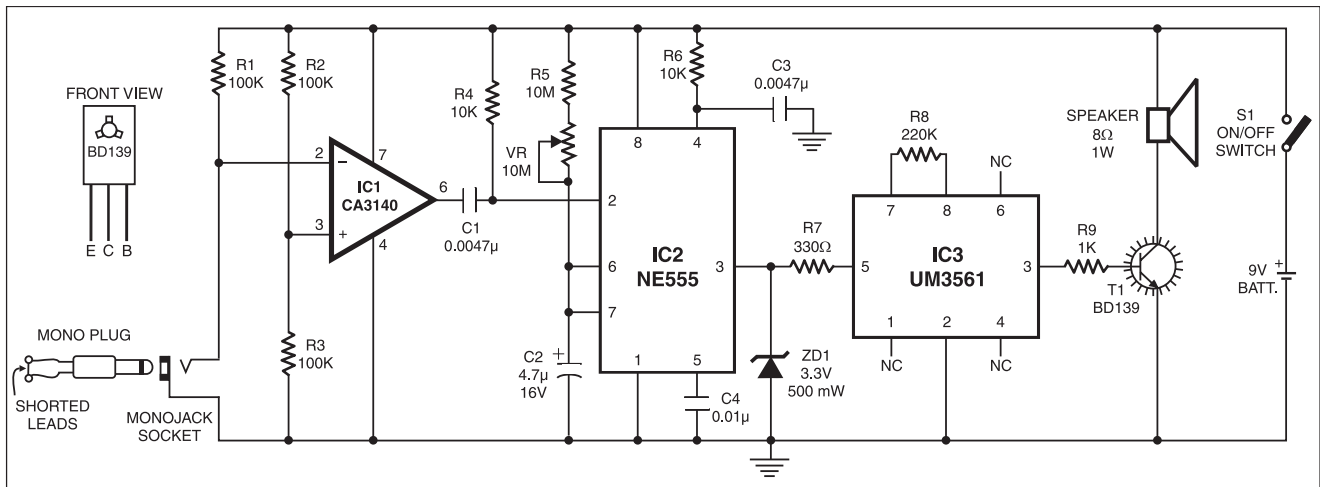 FRONT VIEW
BD139
E C B
MONO PLUG
SHORTED
LEADS
MONOJACK
SOCKET
R1
100K
R2
100K
R3
100K
2
−
3
+
7
6
4
IC1
CA3140
C1
0.0047µ
R4
10K
R5
10M
VR
10M
C2
+
4.7µ
16V
R6
10K
C3
0.0047µ
8
4
2
6
7
3
1
5
IC2
NE555
C4
0.01µ
R7
330Ω
ZD1
3.3V
500 mW
R8
220K
NC
7
8
6
5
3
IC3
UM3561
1
2
4
NC
NC
R9
1K
T1
BD139
SPEAKER
8Ω
1W
S1
ON/OFF
SWITCH
+
9V
BATT.